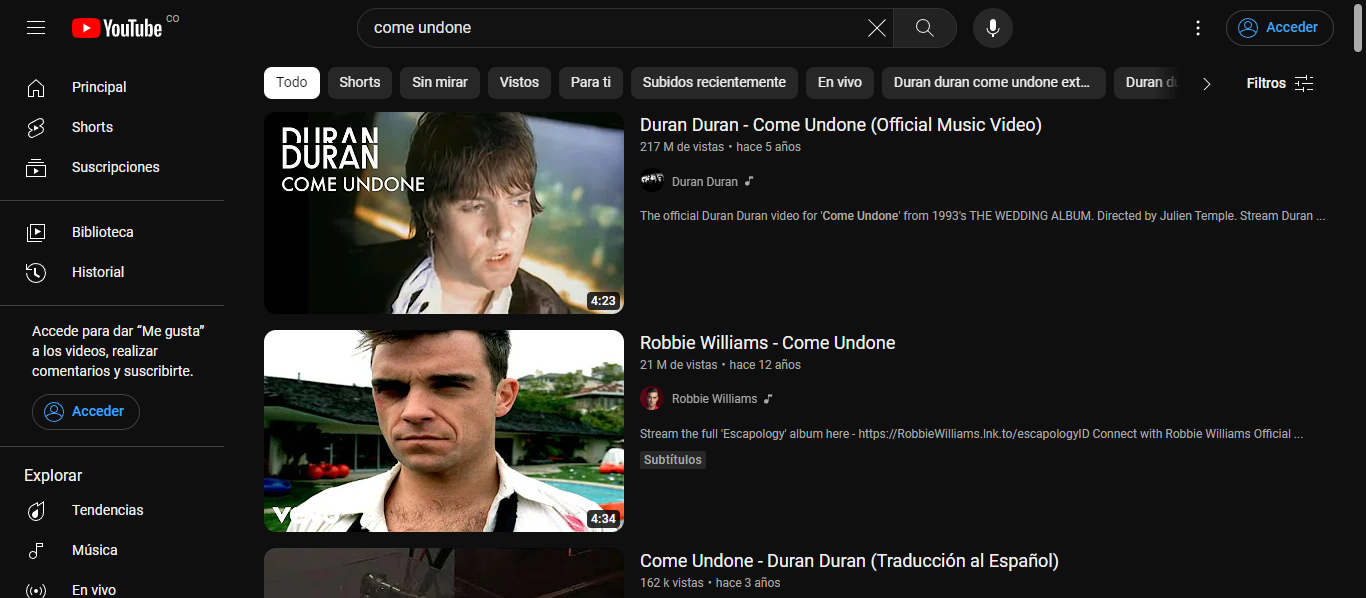 YouTube CO
come undone
Acceder
Principal
Shorts
Suscripciones
Biblioteca
Historial
Accede para dar “Me gusta”
a los videos, realizar
comentarios y suscribirte.
Acceder
Explorar
Tendencias
Música
En vivo
Todo
Shorts
Sin mirar
Vistos
Para ti
Subidos recientemente
En vivo
Duran duran come undone ext...
Duran du
Filtros
DURAN
DURAN
COME UNDONE
4:23
Duran Duran - Come Undone (Official Music Video)
217 M de vistas • hace 5 años
Duran Duran
The official Duran Duran video for 'Come Undone' from 1993's THE WEDDING ALBUM. Directed by Julien Temple. Stream Duran ...
4:34
Robbie Williams - Come Undone
21 M de vistas • hace 12 años
Robbie Williams
Stream the full 'Escapology' album here - https://RobbieWilliams.lnk.to/escapologyID Connect with Robbie Williams Official ...
Subtítulos
Come Undone - Duran Duran (Traducción al Español)
162 k vistas • hace 3 años